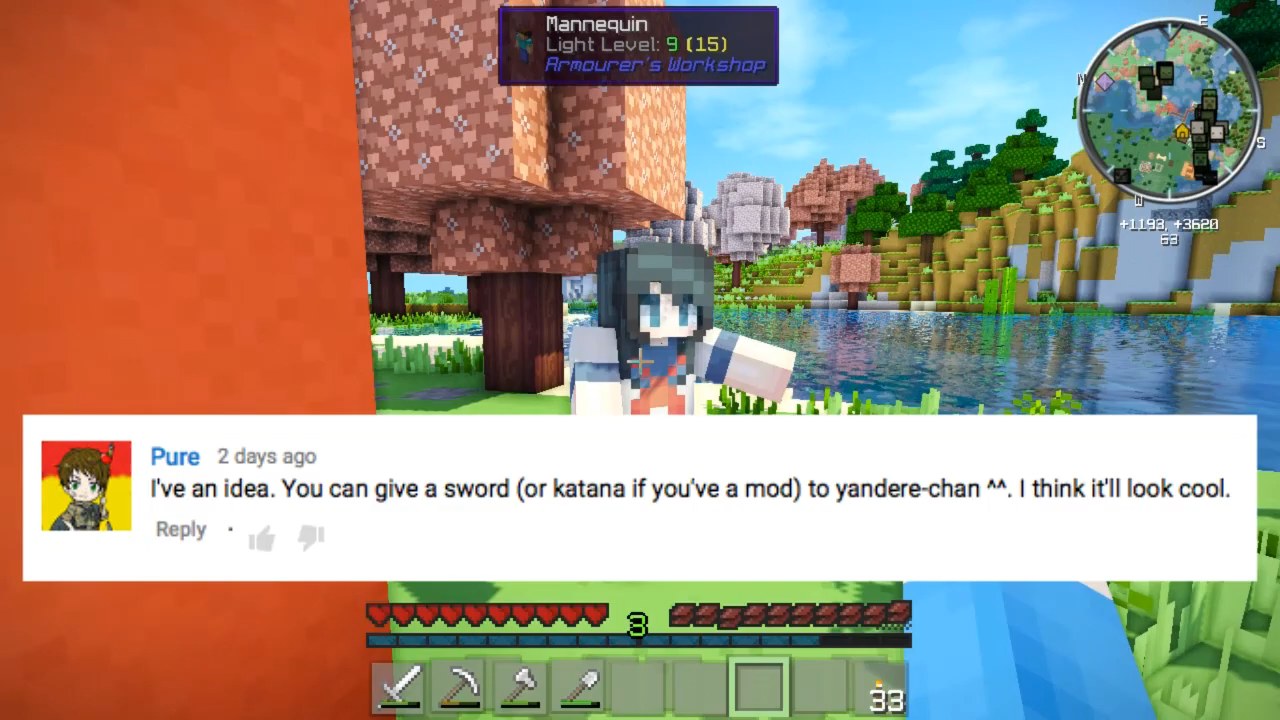 Mannequin
Light Level: 9 (15)
Armourer's Workshop
E
N
S
W
+1193, +3620
63
Pure 2 days ago
I've an idea. You can give a sword (or katana if you've a mod) to yandere-chan ^^. I think it'll look cool.
Reply ·
3
33